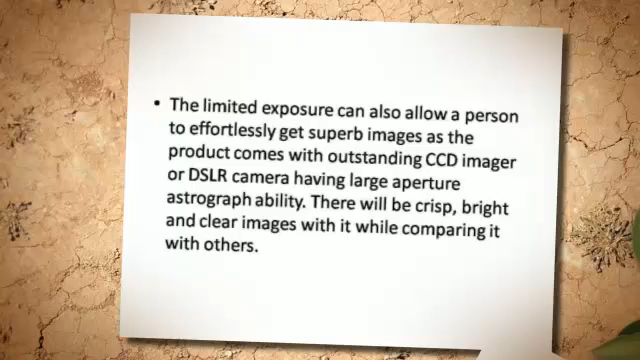 • The limited exposure can also allow a person
to effortlessly get superb images as the
product comes with outstanding CCD imager
or DSLR camera having large aperture
astrograph ability. There will be crisp, bright
and clear images with it while comparing it
with others.